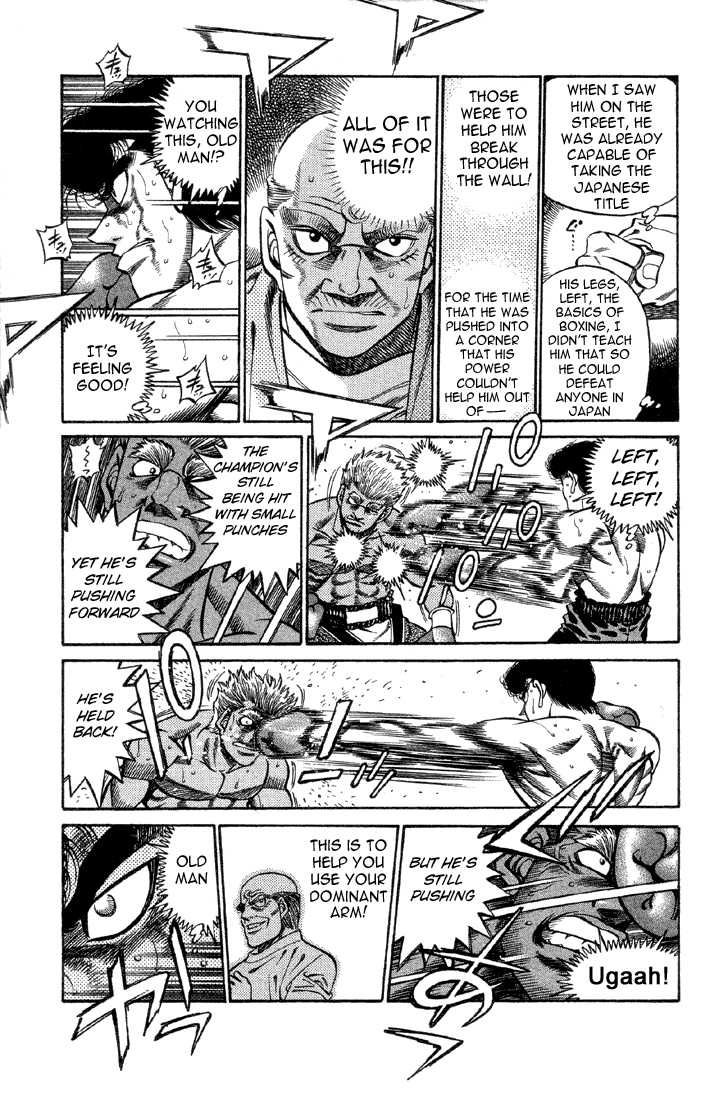 WHEN I SAW
HIM ON THE
STREET, HE
WAS ALREADY
CAPABLE OF
TAKING THE
JAPANESE
TITLE
HIS LEGS,
LEFT, THE
BASICS OF
BOXING, I
DIDN'T TEACH
HIM THAT SO
HE COULD
DEFEAT
ANYONE IN
JAPAN
THOSE
WERE TO
HELP HIM
BREAK
THROUGH
THE WALL!
FOR THE TIME
THAT HE WAS
PUSHED INTO
A CORNER
THAT HIS
POWER
COULDN'T
HELP HIM OUT
OF —
ALL OF IT
WAS FOR
THIS!!
YOU
WATCHING
THIS, OLD
MAN!?
IT'S
FEELING
GOOD!
LEFT,
LEFT,
LEFT!
THE
CHAMPION'S
STILL
BEING HIT
WITH SMALL
PUNCHES
YET HE'S
STILL
PUSHING
FORWARD
HE'S
HELD
BACK!
BUT HE'S
STILL
PUSHING
Ugaah!
THIS IS TO
HELP YOU
USE YOUR
DOMINANT
ARM!
OLD
MAN